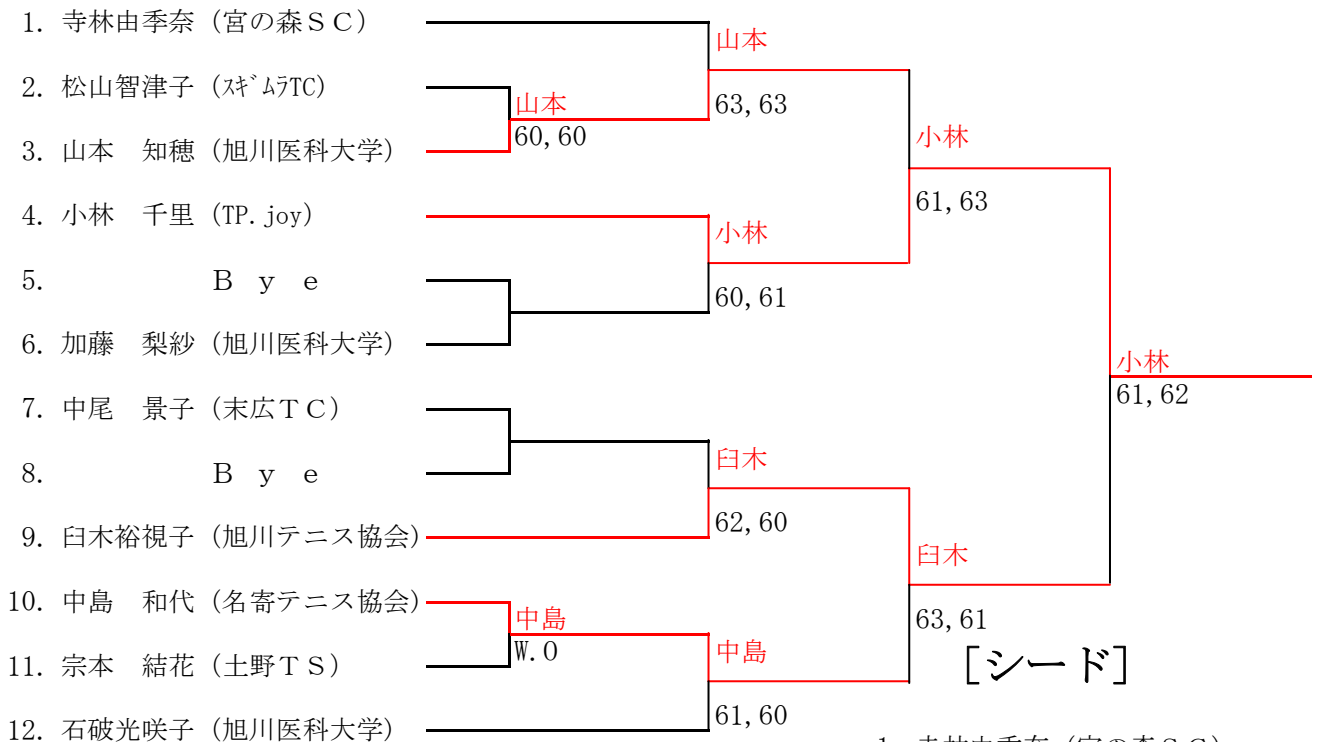 1. 寺林由季奈（宮の森ＳＣ）
2. 松山智津子（ｽｷﾞﾑﾗTC）
3. 山本　知穂（旭川医科大学）
4. 小林　千里（TP.joy）
5. Ｂ ｙ ｅ
6. 加藤　梨紗（旭川医科大学）
7. 中尾　景子（末広ＴＣ）
8. Ｂ ｙ ｅ
9. 臼木裕視子（旭川テニス協会）
10. 中島　和代（名寄テニス協会）
11. 宗本　結花（土野ＴＳ）
12. 石破光咲子（旭川医科大学）
山本
60,60
中島
W.O
山本
63,63
小林
60,61
臼木
62,60
中島
61,60
小林
61,63
臼木
63,61
小林
61,62
［シード］